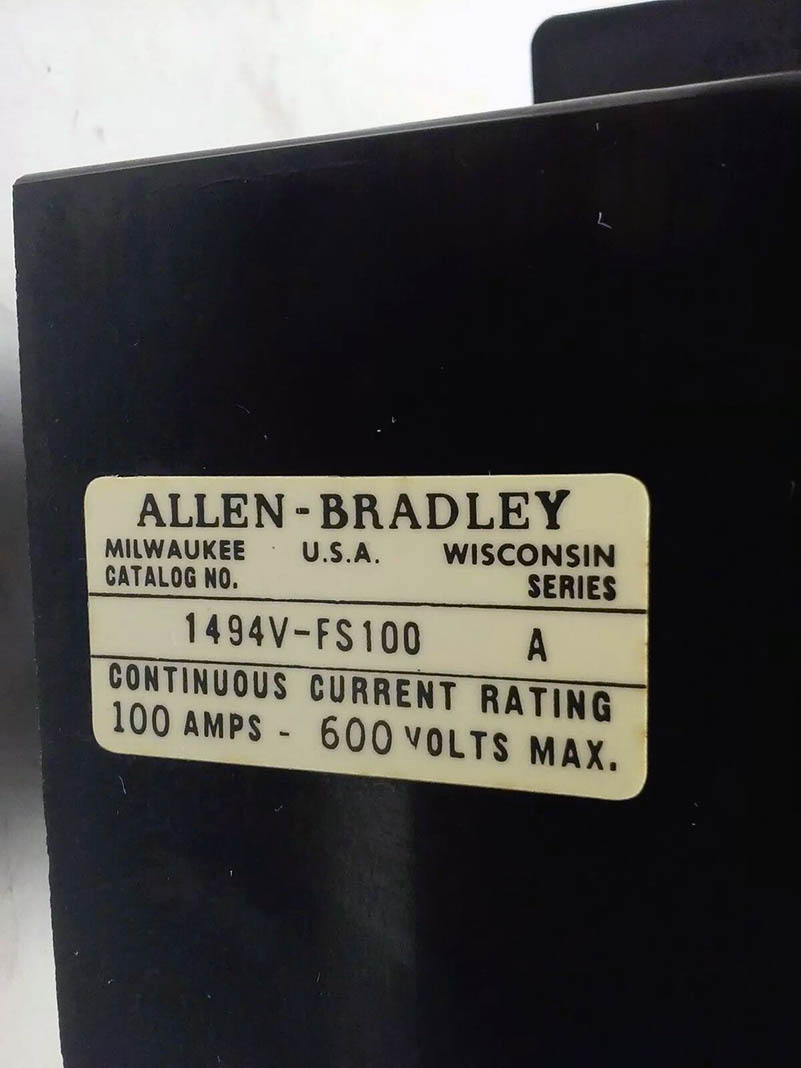 ALLEN-BRADLEY
MILWAUKEE U.S.A. WISCONSIN
CATALOG NO. SERIES
1494V-FS100 A
CONTINUOUS CURRENT RATING
100 AMPS - 600 VOLTS MAX.